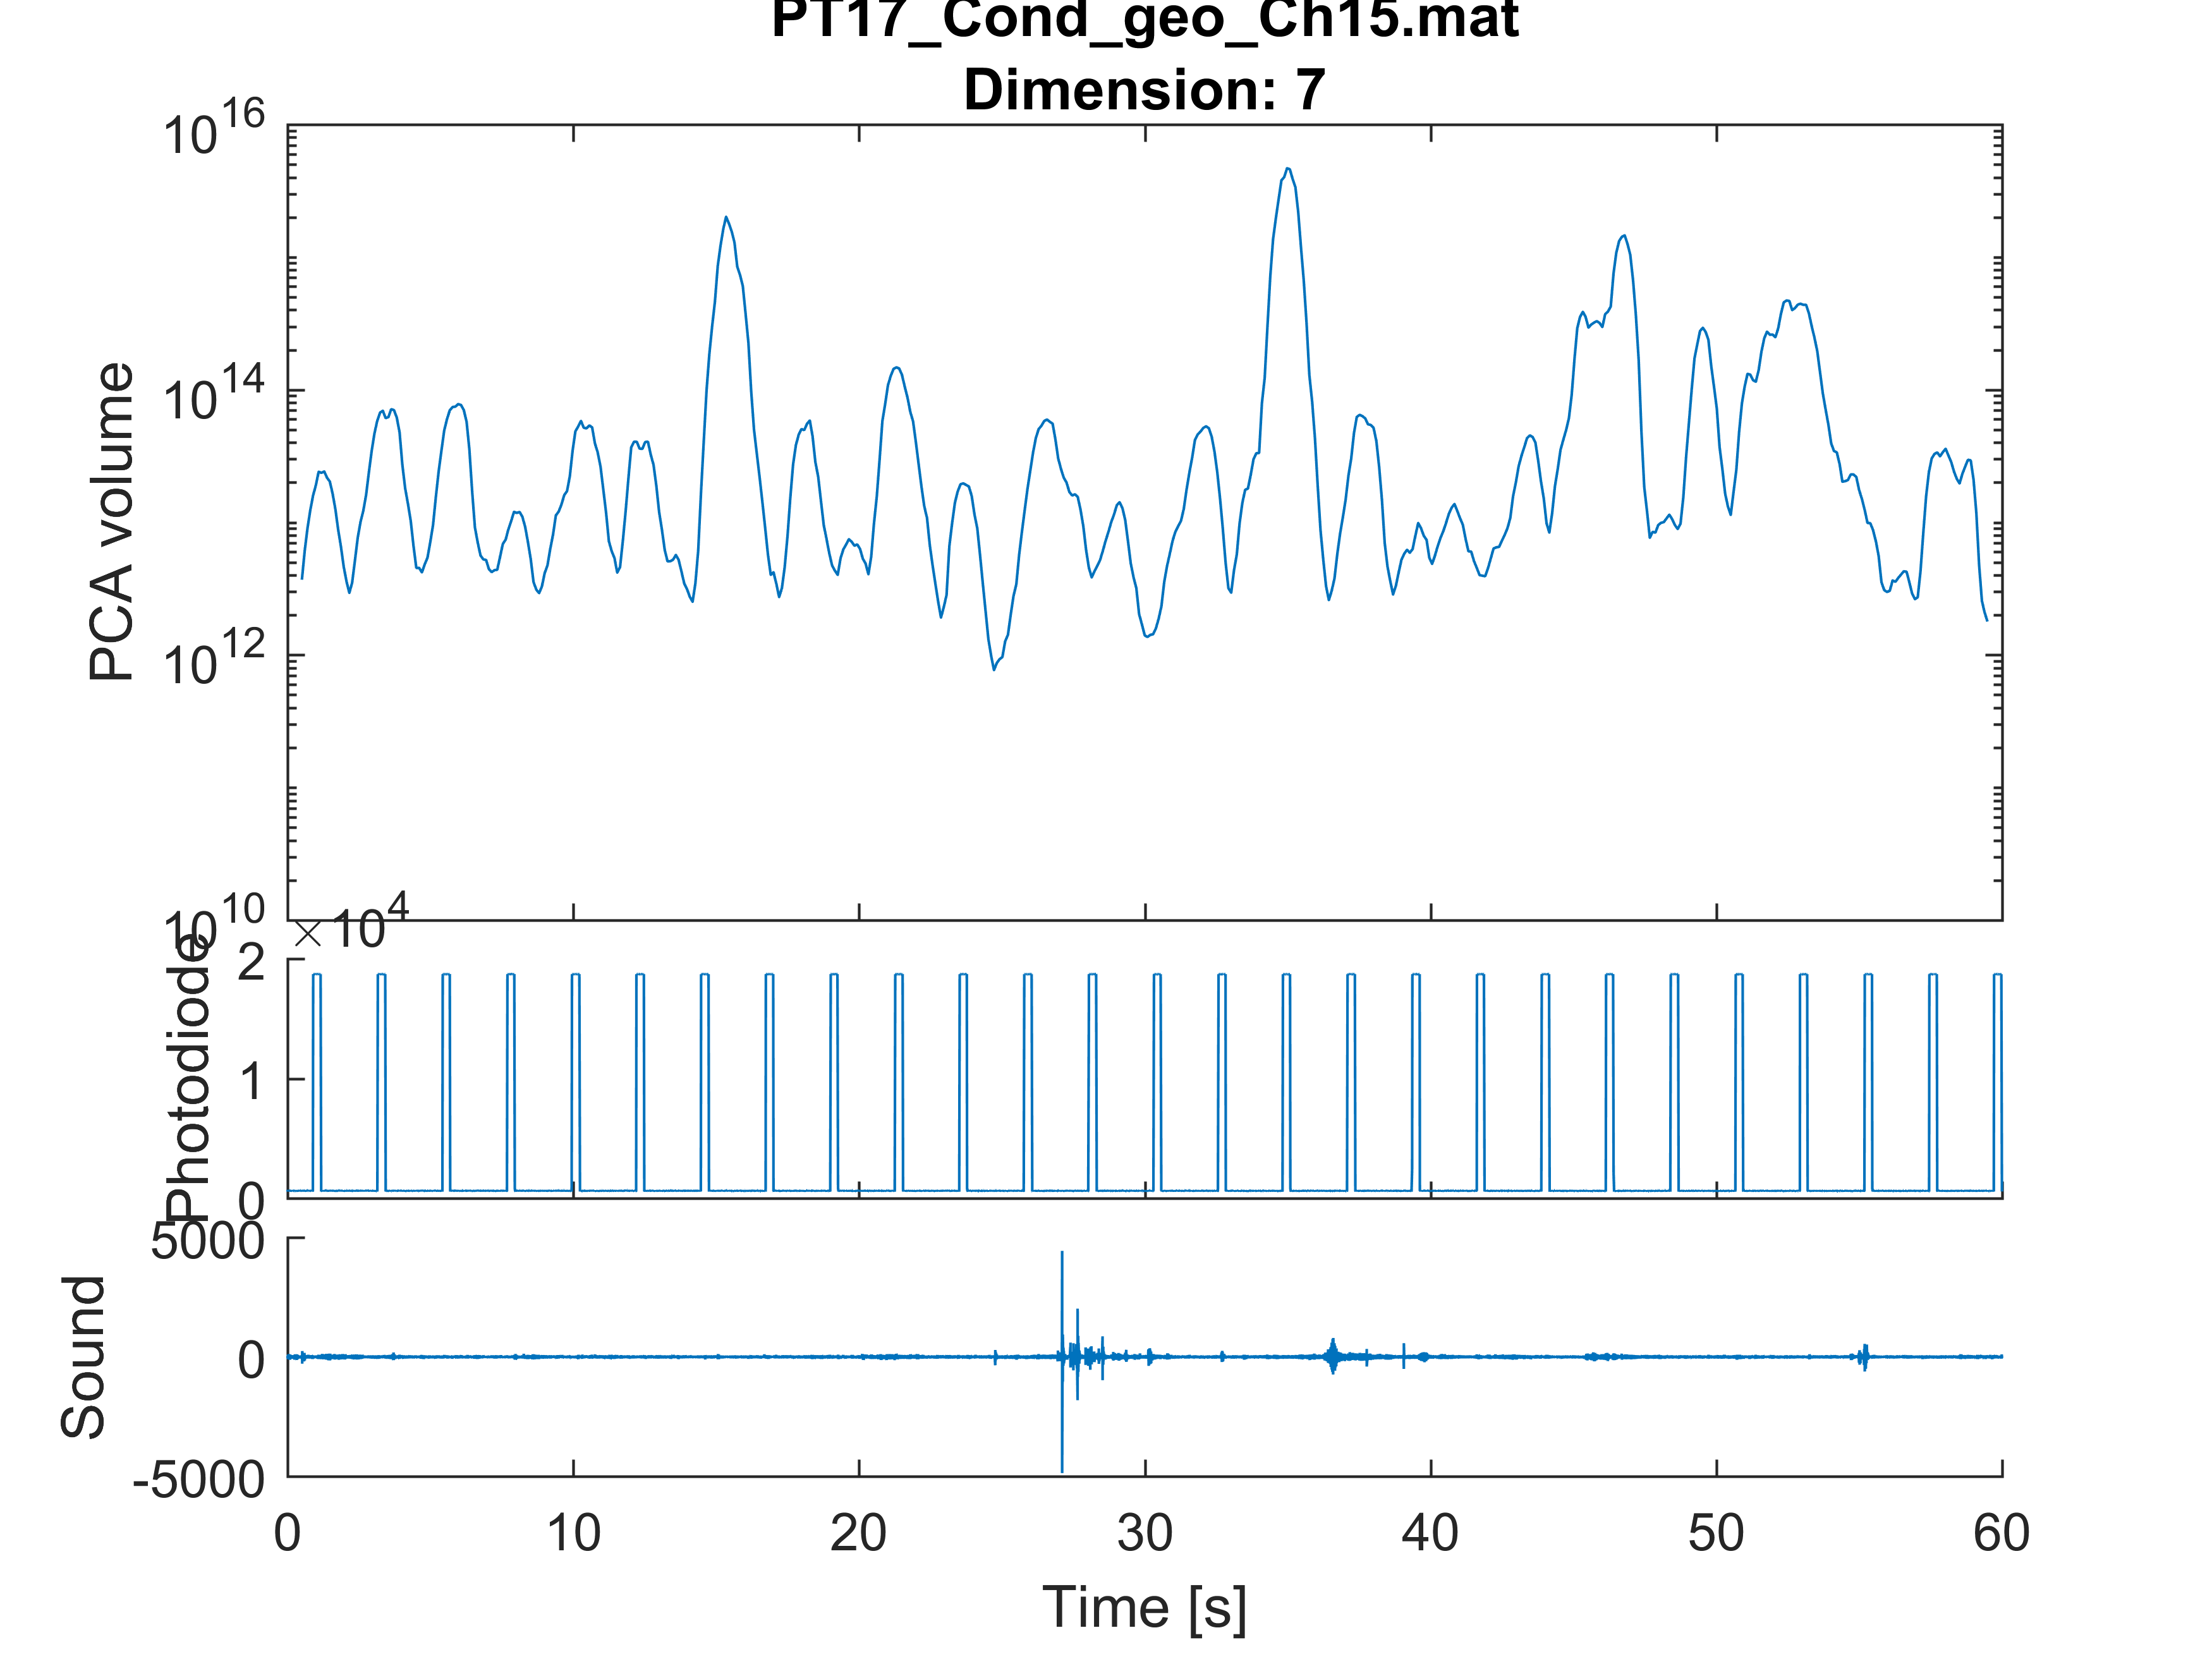 PT17_Cond_geo_Ch15.mat
Dimension: 7
10^16
10^14
10^12
10^10
PCA volume
× 10^4
2
1
0
Photodiode
5000
0
-5000
Sound
0 10 20 30 40 50 60
Time [s]